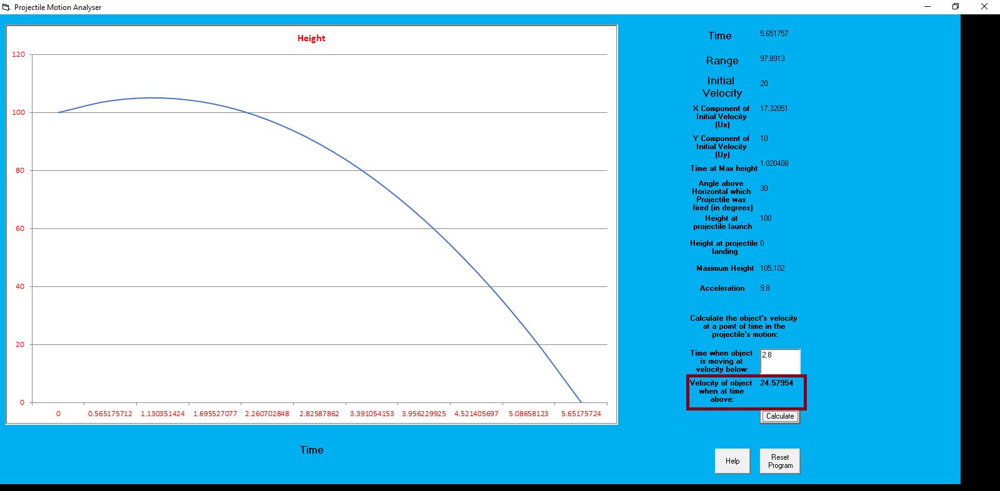 Projectile Motion Analyser
Height
120
100
80
60
40
20
0
0 0.565175712 1.130351424 1.695527077 2.260702848 2.82587862 3.391054153 3.956229925 4.521405697 5.08658123 5.65175724
Time
Time 5.651757
Range 97.8913
Initial
Velocity
20
X Component of
Initial Velocity
(Ux)
17.32051
Y Component of
Initial Velocity
(Uy)
10
Time at Max height
1.020408
Angle above
Horizontal which
Projectile was
fired (in degrees)
30
Height at
projectile launch
100
Height at projectile
landing
0
Maximum Height 105.102
Acceleration 9.8
Calculate the object's velocity
at a point of time in the
projectile's motion:
Time when object
is moving at
velocity below:
2.8
Velocity of object
when at time
above:
24.57954
Calculate
Help
Reset
Program